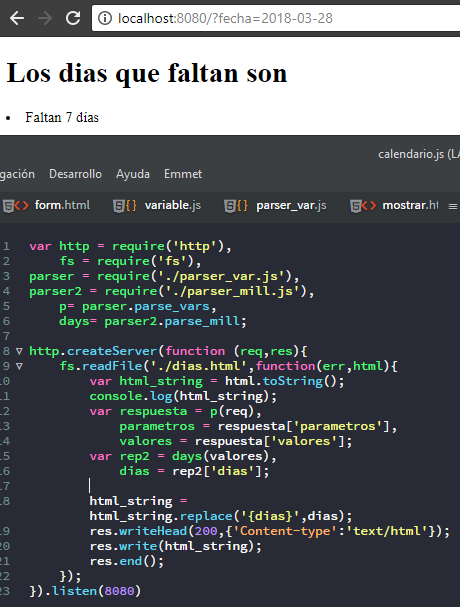 localhost:8080/?fecha=2018-03-28
Los dias que faltan son
• Faltan 7 días
calendario.js (LA
gación Desarrollo Ayuda Emmet
form.html variable.js parser_var.js mostrar.ht
1 var http = require('http'),
2 fs = require('fs'),
3 parser = require('./parser_var.js'),
4 parser2 = require('./parser_mill.js'),
5 p= parser.parse_vars,
6 days= parser2.parse_mill;
7
8 http.createServer(function (req,res){
9 fs.readFile('./dias.html',function(err,html){
10 var html_string = html.toString();
11 console.log(html_string);
12 var respuesta = p(req),
13 parametros = respuesta['parametros'],
14 valores = respuesta['valores'];
15 var rep2 = days(valores),
16 dias = rep2['dias'];
17
18 html_string =
html_string.replace('{dias}',dias);
19 res.writeHead(200,{'Content-type':'text/html'});
20 res.write(html_string);
21 res.end();
22 });
23 }).listen(8080)